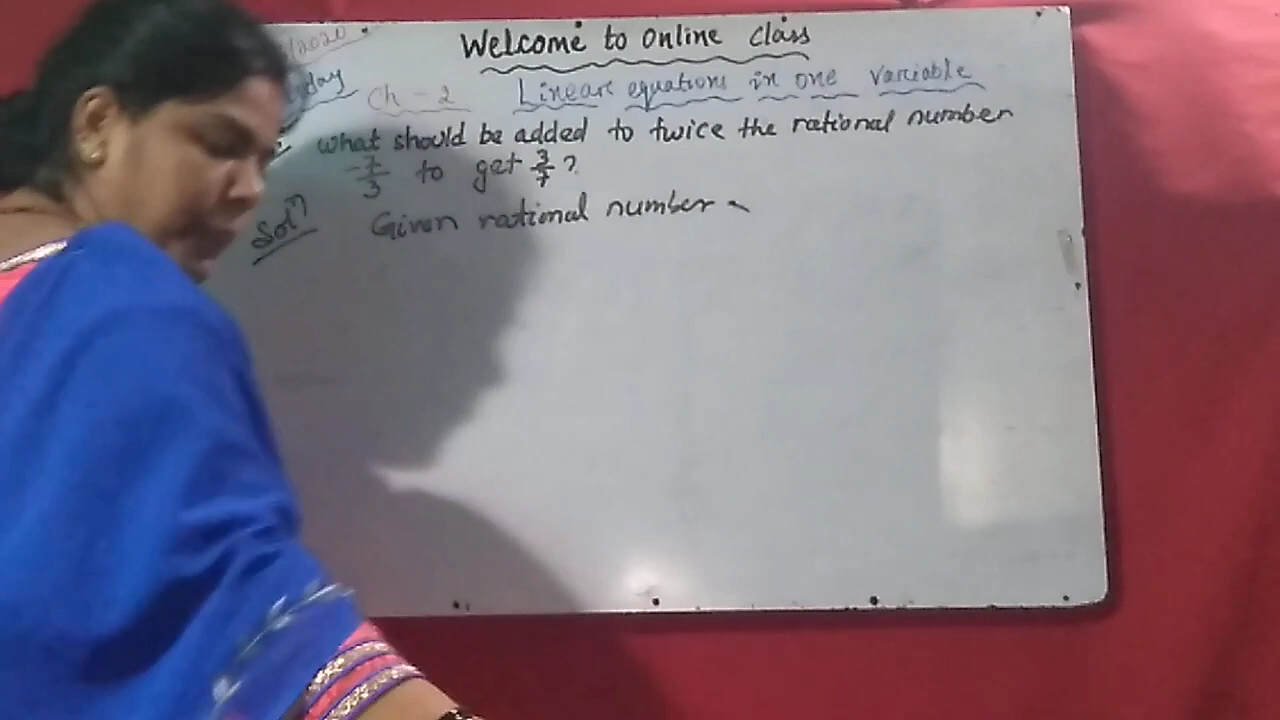 /2020
Welcome to Online Class
day
Ch - 2 Linear equations in one variable
What should be added to twice the rational number
-7/3 to get 3/7?
Solⁿ Given rational number